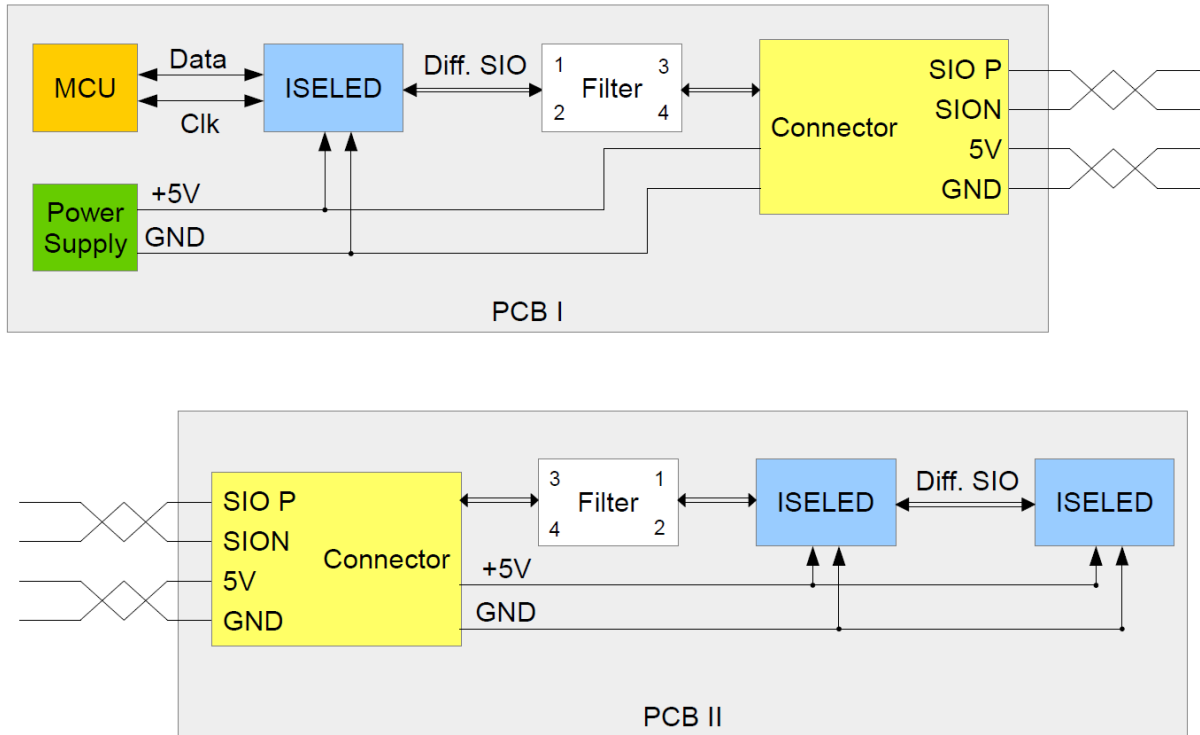 Data
MCU
ISELED
Clk
Diff. SIO
1
3
Filter
2
4
Connector
SIO P
SION
5V
GND
Power
Supply
+5V
GND
PCB I
SIO P
SION
5V
GND
Connector
3
1
Filter
4
2
ISELED
Diff. SIO
ISELED
+5V
GND
PCB II